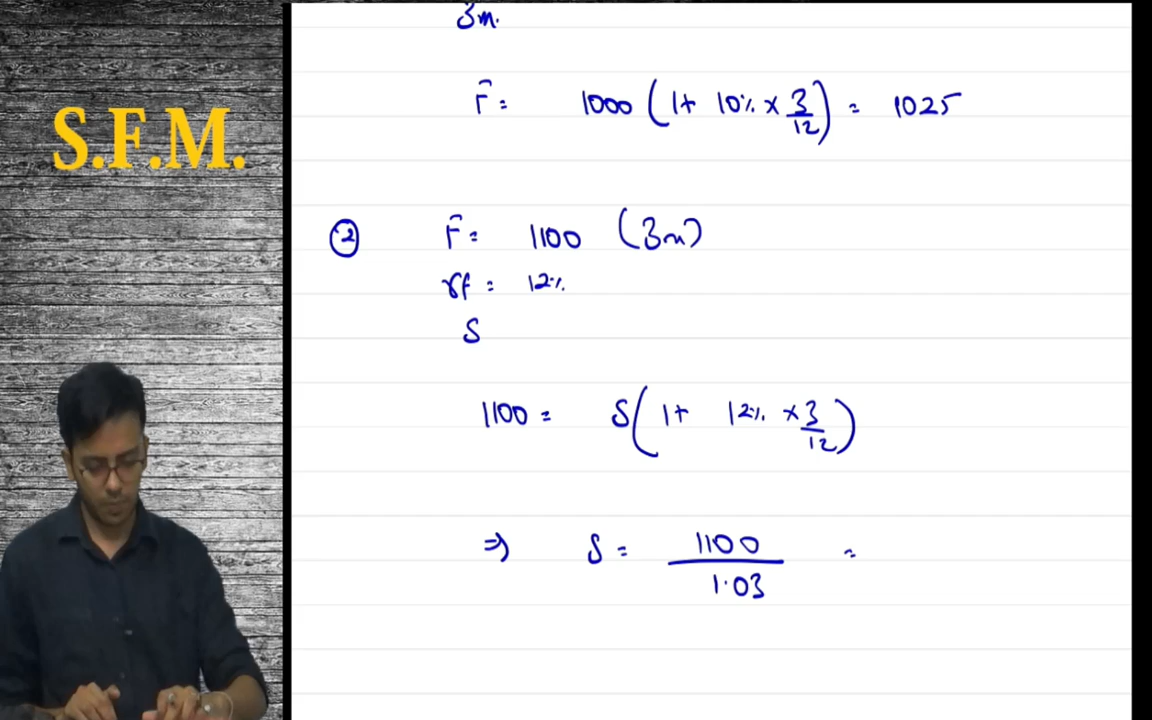 3m.
S.F.M.
F̂ = 1000 (1+ 10% × 3/12) = 1025
② F̂ = 1100 (3m)
rf = 12%
S
1100 = S(1+ 12% × 3/12)
⇒ S = 1100/1.03 =